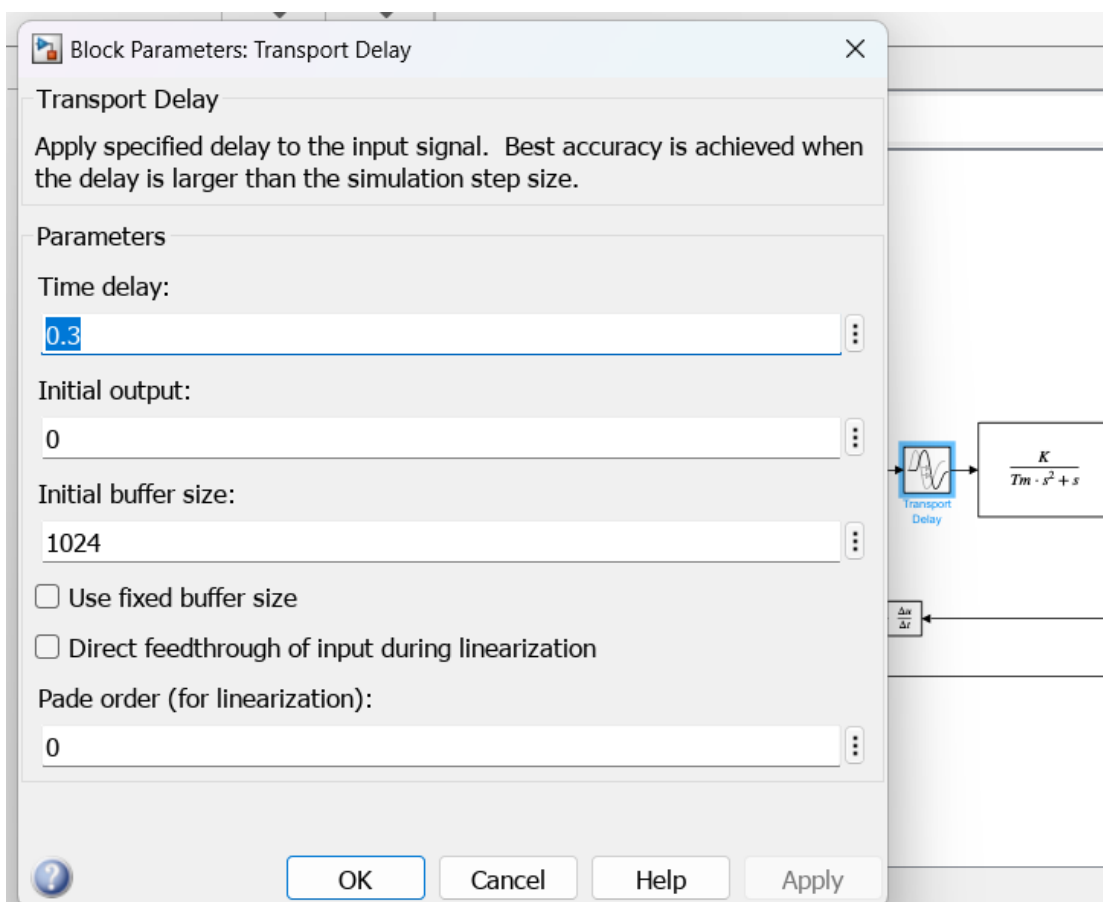 Block Parameters: Transport Delay
Transport Delay
Apply specified delay to the input signal.  Best accuracy is achieved when
the delay is larger than the simulation step size.
Parameters
Time delay:
0.3
Initial output:
0
Initial buffer size:
1024
Use fixed buffer size
Direct feedthrough of input during linearization
Pade order (for linearization):
0
OK Cancel Help Apply
Transport
Delay
K
Tm · s² + s
Δu
Δt